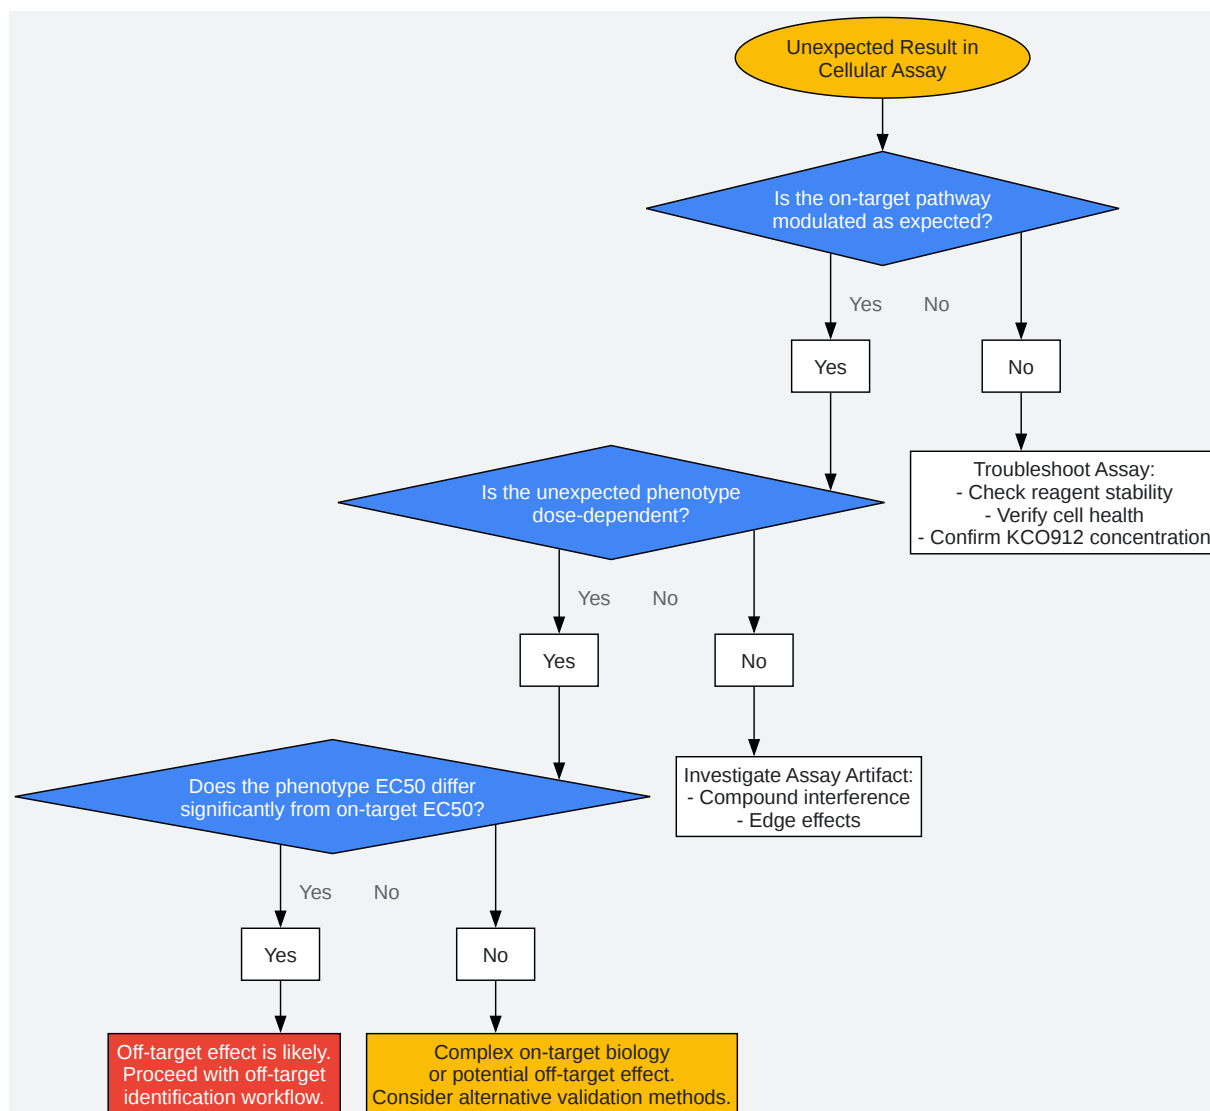 Unexpected Result in
Cellular Assay
Is the on-target pathway
modulated as expected?
Yes
No
Yes
No
Is the unexpected phenotype
dose-dependent?
Troubleshoot Assay:
- Check reagent stability
- Verify cell health
- Confirm KCO912 concentration
Yes
No
Yes
No
Does the phenotype EC50 differ
significantly from on-target EC50?
Investigate Assay Artifact:
- Compound interference
- Edge effects
Yes
No
Yes
No
Off-target effect is likely.
Proceed with off-target
identification workflow.
Complex on-target biology
or potential off-target effect.
Consider alternative validation methods.